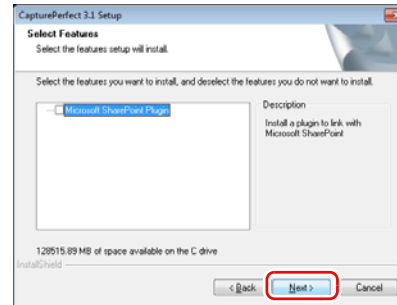 CapturePerfect 3.1 Setup
Select Features
Select the features setup will install.
Select the features you want to install, and deselect the features you do not want to install.
Microsoft SharePoint Plugin
Description
Install a plugin to link with
Microsoft SharePoint
128515.89 MB of space available on the C drive
InstallShield
< Back
Next >
Cancel